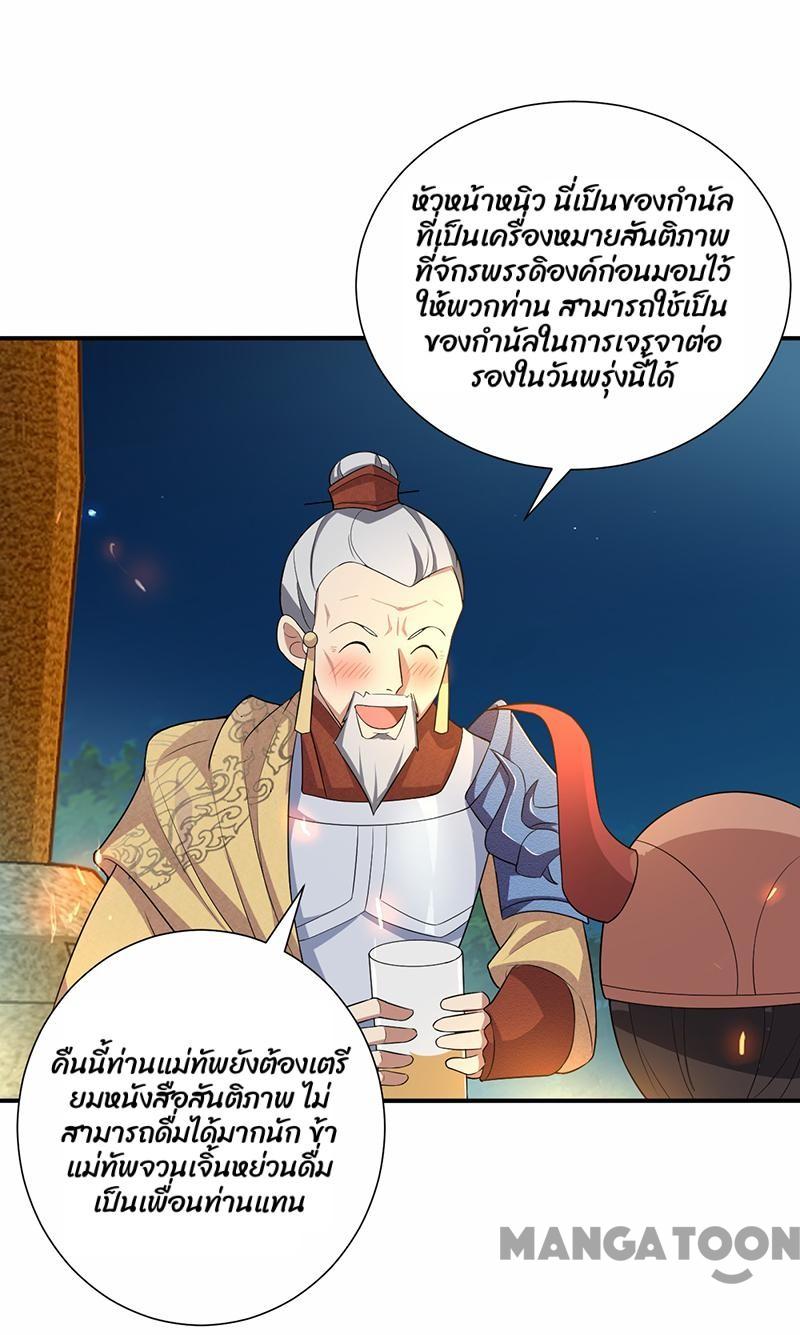 หัวหน้าหนิว นี่เป็นของกำนัล
ที่เป็นเครื่องหมายสันติภาพ
ที่จักรพรรดิองค์ก่อนมอบไว้
ให้พวกท่าน สามารถใช้เป็น
ของกำนัลในการเจรจาต่อ
รองในวันพรุ่งนี้ได้
คืนนี้ท่านแม่ทัพยังต้องเตรี
ยมหนังสือสันติภาพ ไม่
สามารถดื่มได้มากนัก ข้า
แม่ทัพจวนเจิ้นหย่วนดื่ม
เป็นเพื่อนท่านแทน
MANGATOON